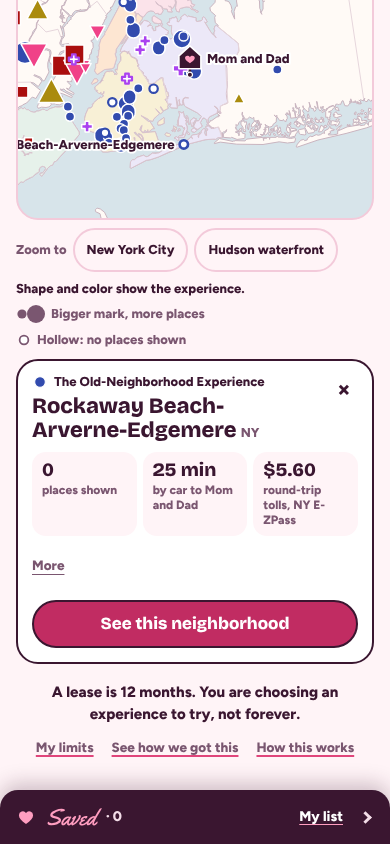 Mom and Dad
Beach-Arverne-Edgemere
Zoom to
New York City
Hudson waterfront
Shape and color show the experience.
Bigger mark, more places
Hollow: no places shown
The Old-Neighborhood Experience
×
Rockaway Beach-
Arverne-Edgemere NY
0
places shown
25 min
by car to Mom
and Dad
$5.60
round-trip
tolls, NY E-
ZPass
More
See this neighborhood
A lease is 12 months. You are choosing an
experience to try, not forever.
My limits
See how we got this
How this works
Saved · 0
My list